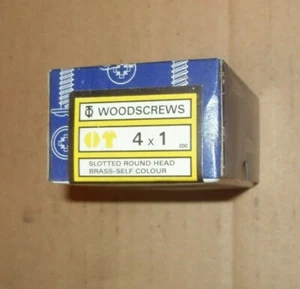 WOODSCREWS
4 x 1
200
SLOTTED ROUND HEAD
BRASS-SELF COLOUR